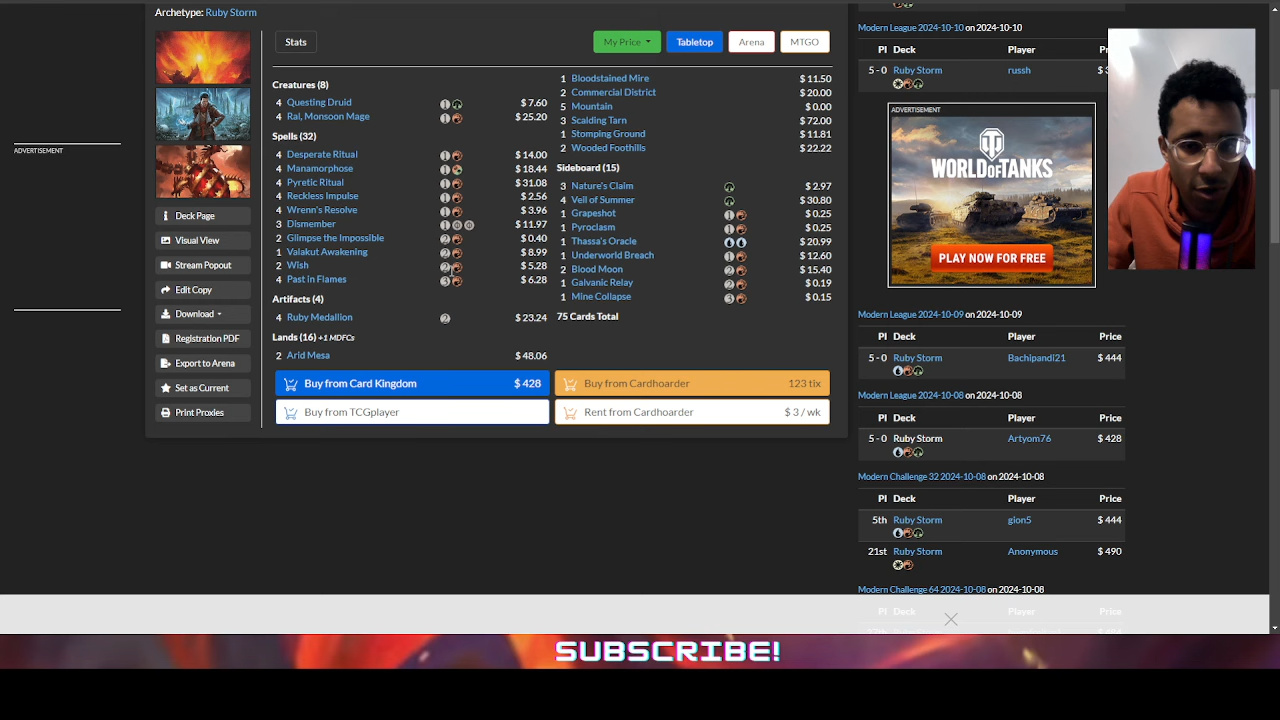 Archetype: Ruby Storm
Stats
My Price
Tabletop
Arena
MTGO
Creatures (8)
4 Questing Druid $ 7.60
4 Ral, Monsoon Mage $ 25.20
Spells (32)
4 Desperate Ritual $ 14.00
4 Manamorphose $ 18.44
4 Pyretic Ritual $ 31.08
4 Reckless Impulse $ 2.56
4 Wrenn's Resolve $ 3.96
3 Dismember $ 11.97
2 Glimpse the Impossible $ 0.40
1 Valakut Awakening $ 8.99
2 Wish $ 5.28
4 Past in Flames $ 6.28
Artifacts (4)
4 Ruby Medallion $ 23.24
Lands (16) +1 MDFCs
2 Arid Mesa $ 48.06
1 Bloodstained Mire $ 11.50
2 Commercial District $ 20.00
5 Mountain $ 0.00
3 Scalding Tarn $ 72.00
1 Stomping Ground $ 11.81
2 Wooded Foothills $ 22.22
Sideboard (15)
3 Nature's Claim $ 2.97
4 Veil of Summer $ 30.80
1 Grapeshot $ 0.25
1 Pyroclasm $ 0.25
1 Thassa's Oracle $ 20.99
1 Underworld Breach $ 12.60
2 Blood Moon $ 15.40
1 Galvanic Relay $ 0.19
1 Mine Collapse $ 0.15
75 Cards Total
Buy from Card Kingdom $ 428
Buy from Cardhoarder 123 tix
Buy from TCGplayer
Rent from Cardhoarder $ 3 / wk
ADVERTISEMENT
Deck Page
Visual View
Stream Popout
Edit Copy
Download
Registration PDF
Export to Arena
Set as Current
Print Proxies
Modern League 2024-10-10 on 2024-10-10
Pl Deck Player
5 - 0 Ruby Storm russh
ADVERTISEMENT
WORLD OF TANKS
PLAY NOW FOR FREE
Modern League 2024-10-09 on 2024-10-09
Pl Deck Player Price
5 - 0 Ruby Storm Bachipandi21 $ 444
Modern League 2024-10-08 on 2024-10-08
Pl Deck Player Price
5 - 0 Ruby Storm Artyom76 $ 428
Modern Challenge 32 2024-10-08 on 2024-10-08
Pl Deck Player Price
5th Ruby Storm gion5 $ 444
21st Ruby Storm Anonymous $ 490
Modern Challenge 64 2024-10-08 on 2024-10-08
Pl Deck Player Price
SUBSCRIBE!